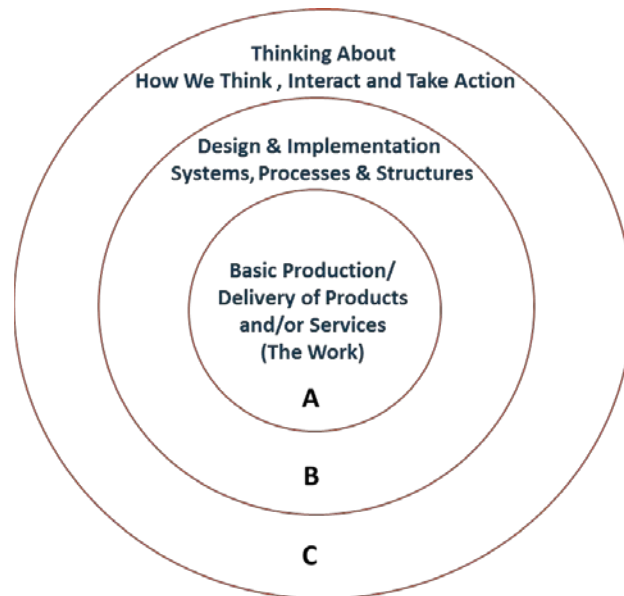 Thinking About
How We Think , Interact and Take Action
Design & Implementation
Systems, Processes & Structures
Basic Production/
Delivery of Products
and/or Services
(The Work)
A
B
C